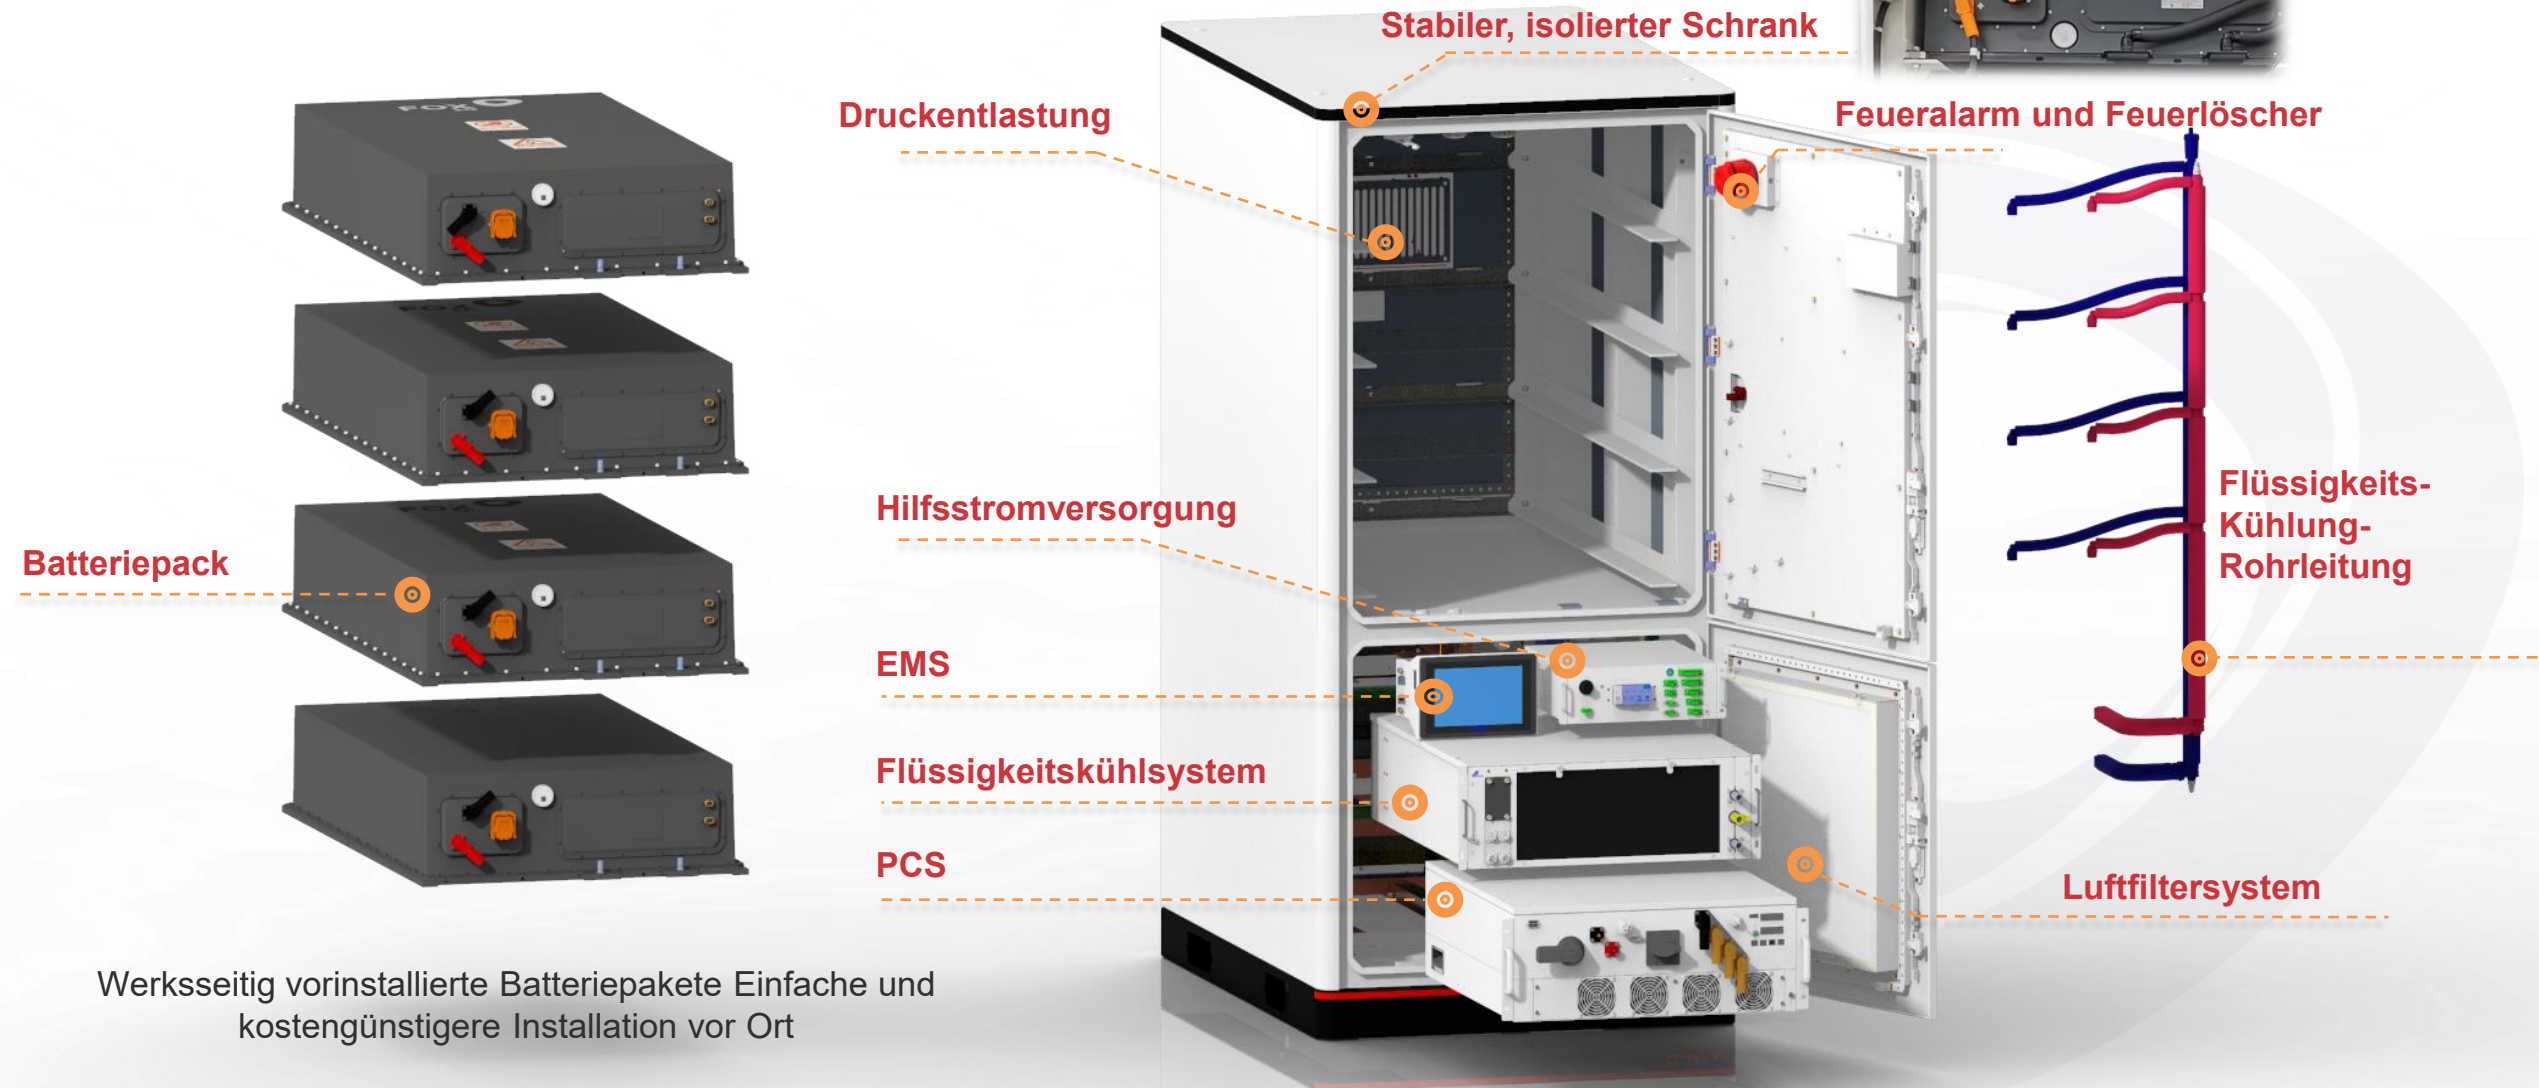 Stabiler, isolierter Schrank
Druckentlastung
Feueralarm und Feuerlöscher
FOX
Hilfsstromversorgung
Flüssigkeits-
Kühlung-
Rohrleitung
Batteriepack
EMS
Flüssigkeitskühlsystem
PCS
Luftfiltersystem
Werksseitig vorinstallierte Batteriepakete Einfache und
kostengünstigere Installation vor Ort